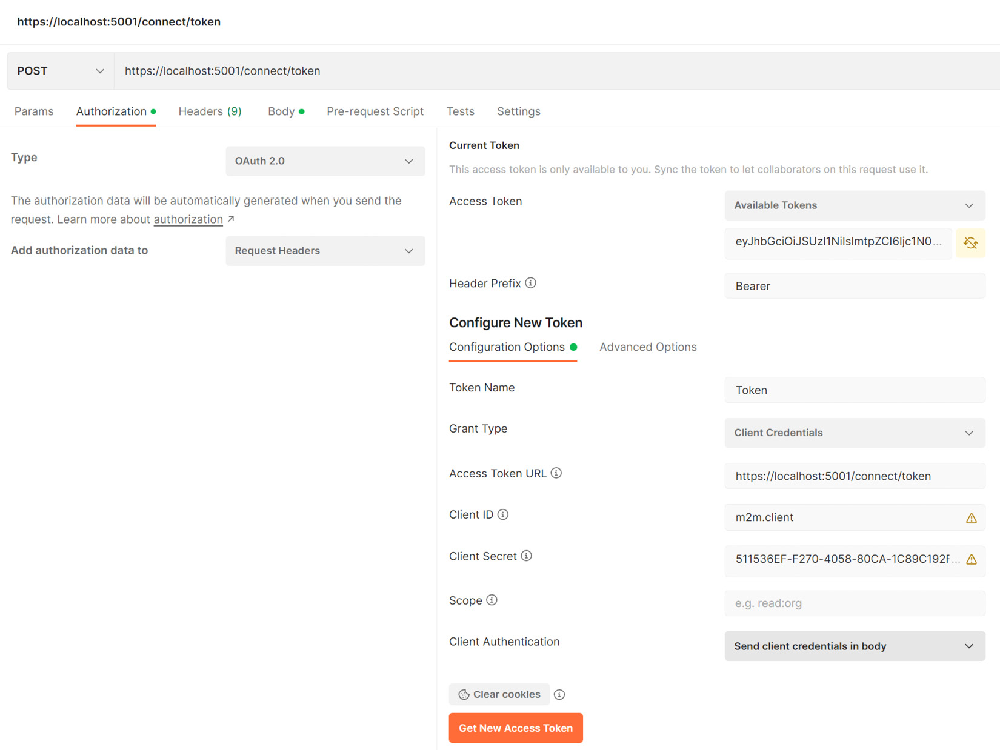 https://localhost:5001/connect/token
POST
https://localhost:5001/connect/token
Params
Authorization
Headers (9)
Body
Pre-request Script
Tests
Settings
Type
OAuth 2.0
The authorization data will be automatically generated when you send the
request. Learn more about authorization ↗
Add authorization data to
Request Headers
Current Token
This access token is only available to you. Sync the token to let collaborators on this request use it.
Access Token
Available Tokens
eyJhbGciOiJSUzI1NiIsImtpZCI6Ijc1N0...
Header Prefix
Bearer
Configure New Token
Configuration Options
Advanced Options
Token Name
Token
Grant Type
Client Credentials
Access Token URL
https://localhost:5001/connect/token
Client ID
m2m.client
Client Secret
511536EF-F270-4058-80CA-1C89C192F...
Scope
e.g. read:org
Client Authentication
Send client credentials in body
Clear cookies
Get New Access Token